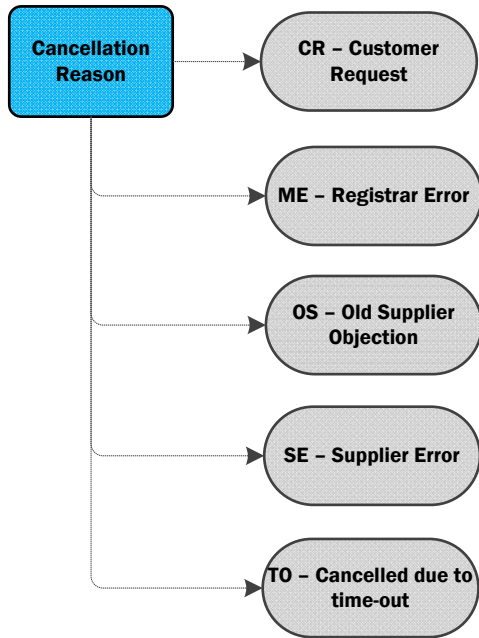 Cancellation
Reason
CR – Customer
Request
ME – Registrar Error
OS – Old Supplier
Objection
SE – Supplier Error
TO – Cancelled due to
time-out